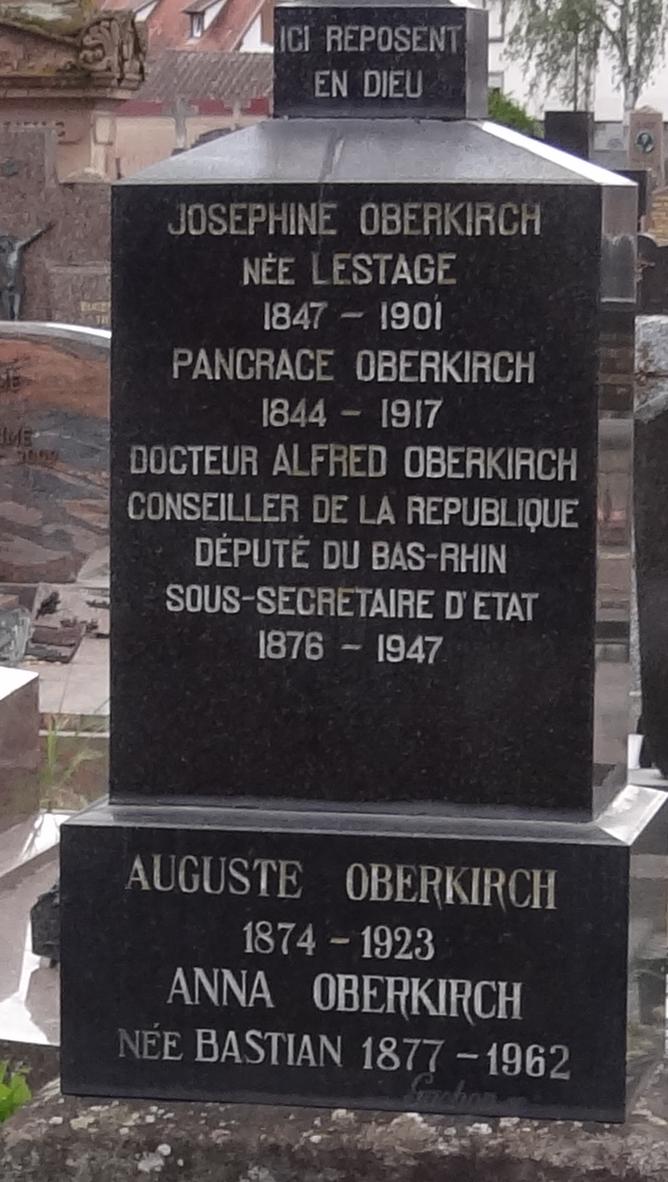 ICI REPOSENT
EN DIEU
JOSEPHINE OBERKIRCH
NÉE LESTAGE
1847 – 1901
PANCRACE OBERKIRCH
1844 – 1917
DOCTEUR ALFRED OBERKIRCH
CONSEILLER DE LA REPUBLIQUE
DÉPUTÉ DU BAS-RHIN
SOUS-SECRETAIRE D'ETAT
1876 – 1947
AUGUSTE OBERKIRCH
1874 – 1923
ANNA OBERKIRCH
NÉE BASTIAN 1877 – 1962